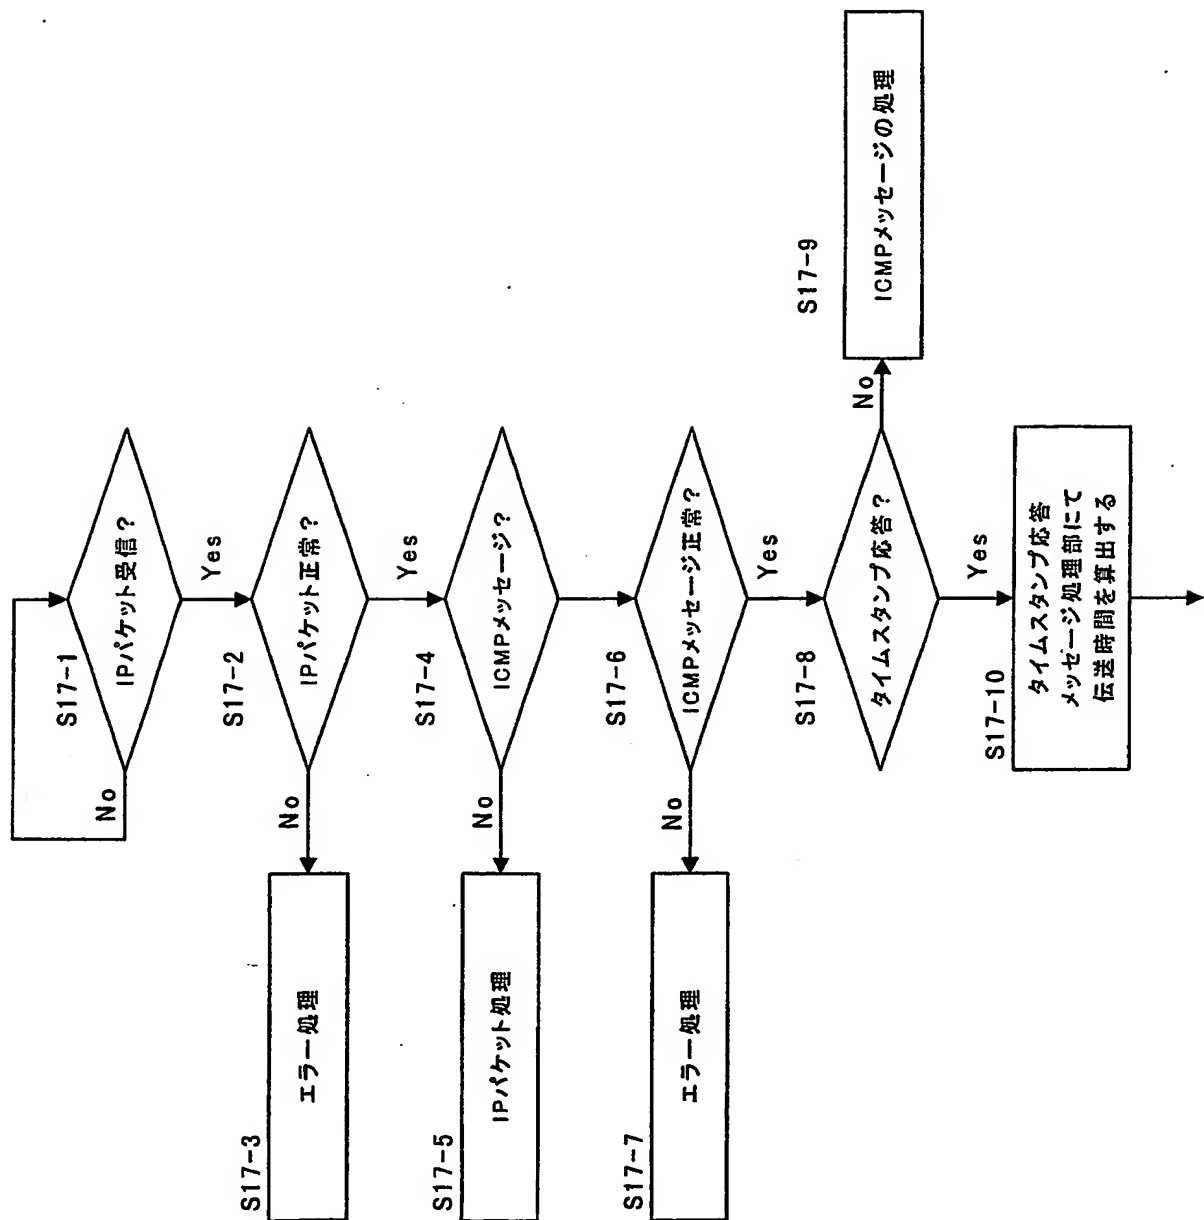 S17-1
IPパケット受信?
No
Yes
S17-2
IPパケット正常?
No
Yes
S17-3
エラー処理
S17-4
ICMPメッセージ?
No
S17-5
IPパケット処理
S17-6
ICMPメッセージ正常?
No
Yes
S17-7
エラー処理
S17-8
タイムスタンプ応答?
No
Yes
S17-9
ICMPメッセージの処理
S17-10
タイムスタンプ応答
メッセージ処理部にて
伝送時間を算出する